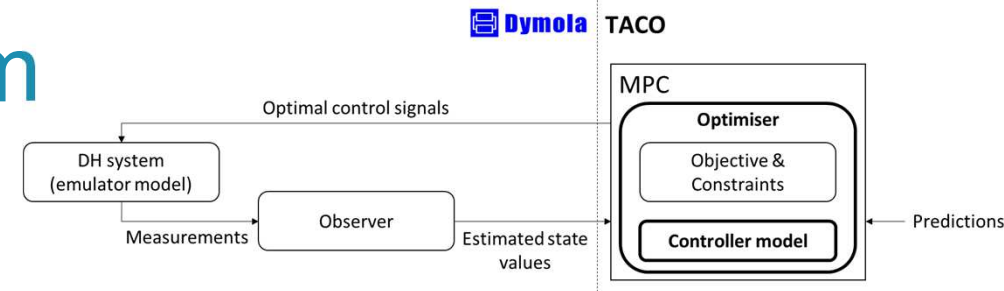 m
Dymola
TACO
MPC
Optimal control signals
Optimiser
DH system
(emulator model)
Objective &
Constraints
Observer
Predictions
Measurements
Estimated state
values
Controller model